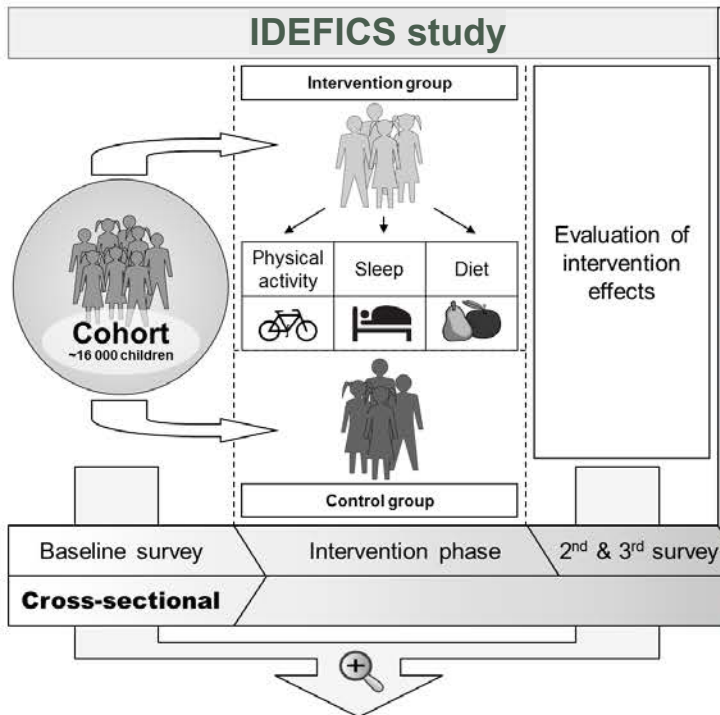 IDEFICS study
Intervention group
Physical
activity
Sleep
Diet
Cohort
~16 000 children
Evaluation of
intervention
effects
Control group
Baseline survey
Intervention phase
2nd & 3rd survey
Cross-sectional